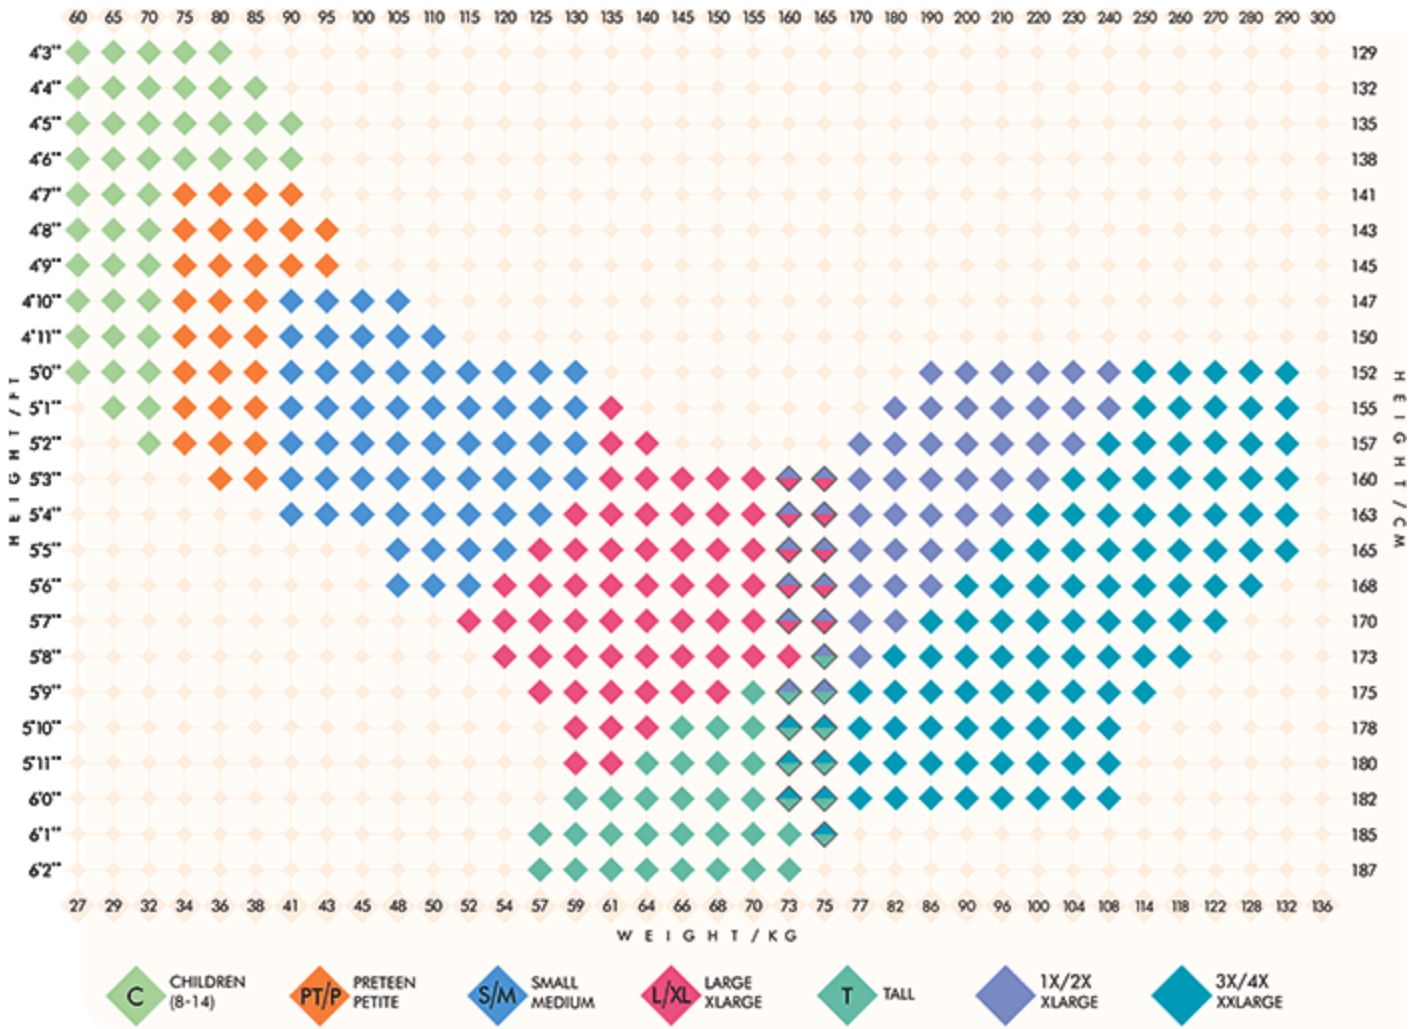 60 65 70 75 80 85 90 95 100 105 110 115 120 125 130 135 140 145 150 155 160 165 170 180 190 200 210 220 230 240 250 260 270 280 290 300
4'3"" 129
4'4"" 132
4'5"" 135
4'6"" 138
4'7"" 141
4'8"" 143
4'9"" 145
4'10"" 147
4'11"" 150
5'0"" 152
5'1"" 155
5'2"" 157
5'3"" 160
5'4"" 163
5'5"" 165
5'6"" 168
5'7"" 170
5'8"" 173
5'9"" 175
5'10"" 178
5'11"" 180
6'0"" 182
6'1"" 185
6'2"" 187
HEIGHT/FT
HEIGHT/CM
27 29 32 34 36 38 41 43 45 48 50 52 54 57 59 61 64 66 68 70 73 75 77 82 86 90 96 100 104 108 114 118 122 128 132 136
WEIGHT/KG
C CHILDREN
(8-14)
PT/P PRETEEN
PETITE
S/M SMALL
MEDIUM
L/XL LARGE
XLARGE
T TALL
1X/2X
XLARGE
3X/4X
XXLARGE